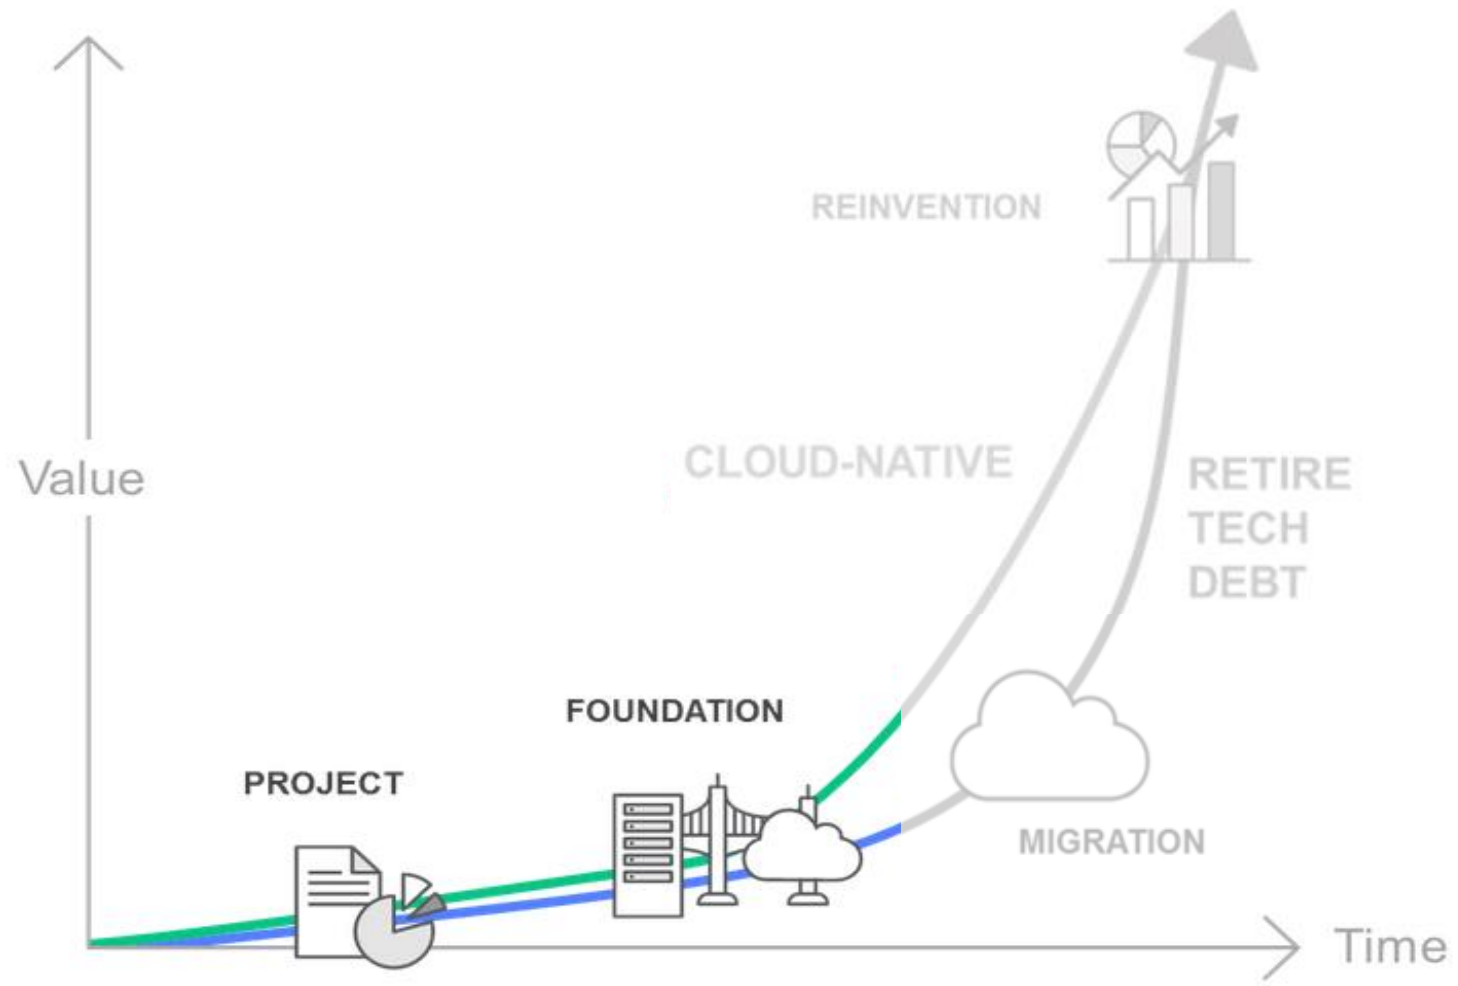 REINVENTION
CLOUD-NATIVE
RETIRE
TECH
DEBT
Value
FOUNDATION
PROJECT
MIGRATION
Time